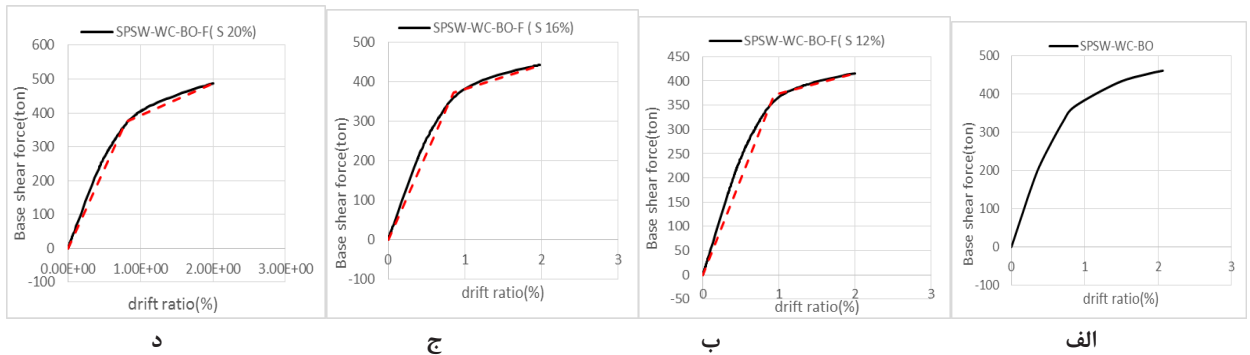 SPSW-WC-BO-F( S 20%)
Base shear force(ton)
600
500
400
300
200
100
0
-100
0.00E+00 1.00E+00 2.00E+00 3.00E+00
drift ratio(%)
د
SPSW-WC-BO-F ( S 16%)
Base shear force(ton)
500
400
300
200
100
0
-100
0 1 2 3
drift ratio(%)
ج
SPSW-WC-BO-F( S 12%)
Base shear force(ton)
450
400
350
300
250
200
150
100
50
0
-50
0 1 2 3
drift ratio(%)
ب
SPSW-WC-BO
Base shear force(ton)
500
400
300
200
100
0
-100
0 1 2 3
drift ratio(%)
الف